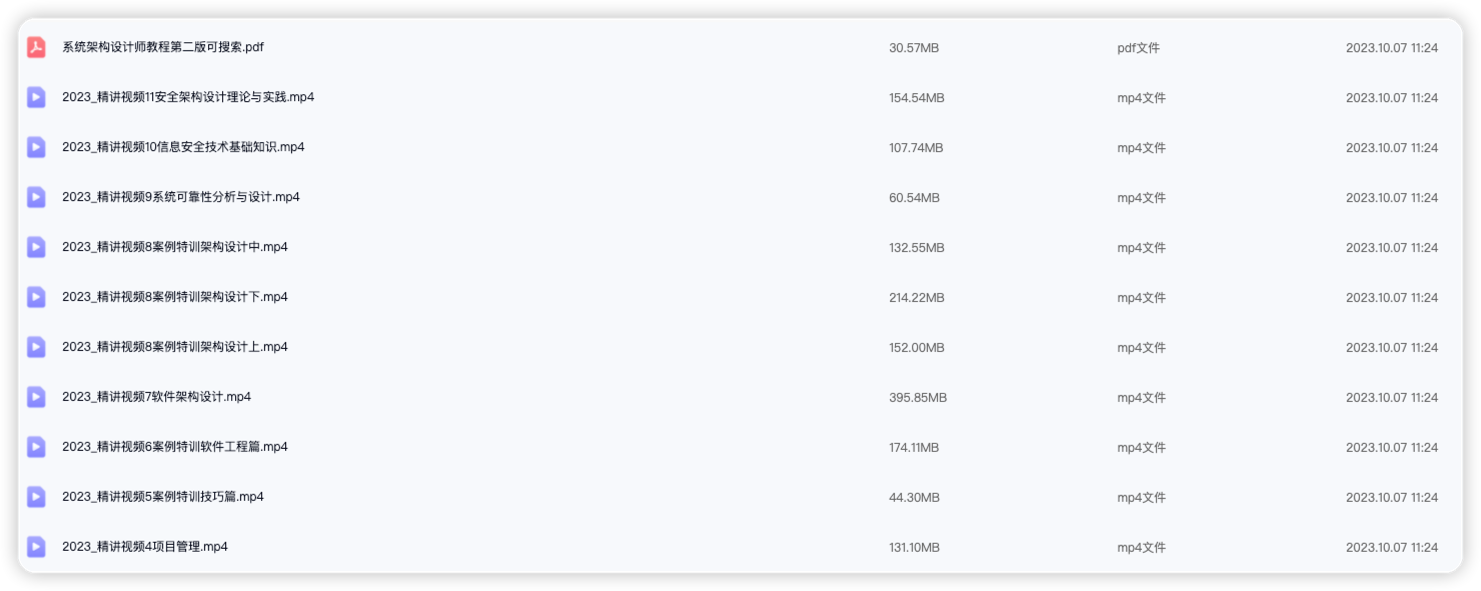 系统架构设计师教程第二版可搜索.pdf 30.57MB pdf文件 2023.10.07 11:24
2023_精讲视频11安全架构设计理论与实践.mp4 154.54MB mp4文件 2023.10.07 11:24
2023_精讲视频10信息安全技术基础知识.mp4 107.74MB mp4文件 2023.10.07 11:24
2023_精讲视频9系统可靠性分析与设计.mp4 60.54MB mp4文件 2023.10.07 11:24
2023_精讲视频8案例特训架构设计中.mp4 132.55MB mp4文件 2023.10.07 11:24
2023_精讲视频8案例特训架构设计下.mp4 214.22MB mp4文件 2023.10.07 11:24
2023_精讲视频8案例特训架构设计上.mp4 152.00MB mp4文件 2023.10.07 11:24
2023_精讲视频7软件架构设计.mp4 395.85MB mp4文件 2023.10.07 11:24
2023_精讲视频6案例特训软件工程篇.mp4 174.11MB mp4文件 2023.10.07 11:24
2023_精讲视频5案例特训技巧篇.mp4 44.30MB mp4文件 2023.10.07 11:24
2023_精讲视频4项目管理.mp4 131.10MB mp4文件 2023.10.07 11:24